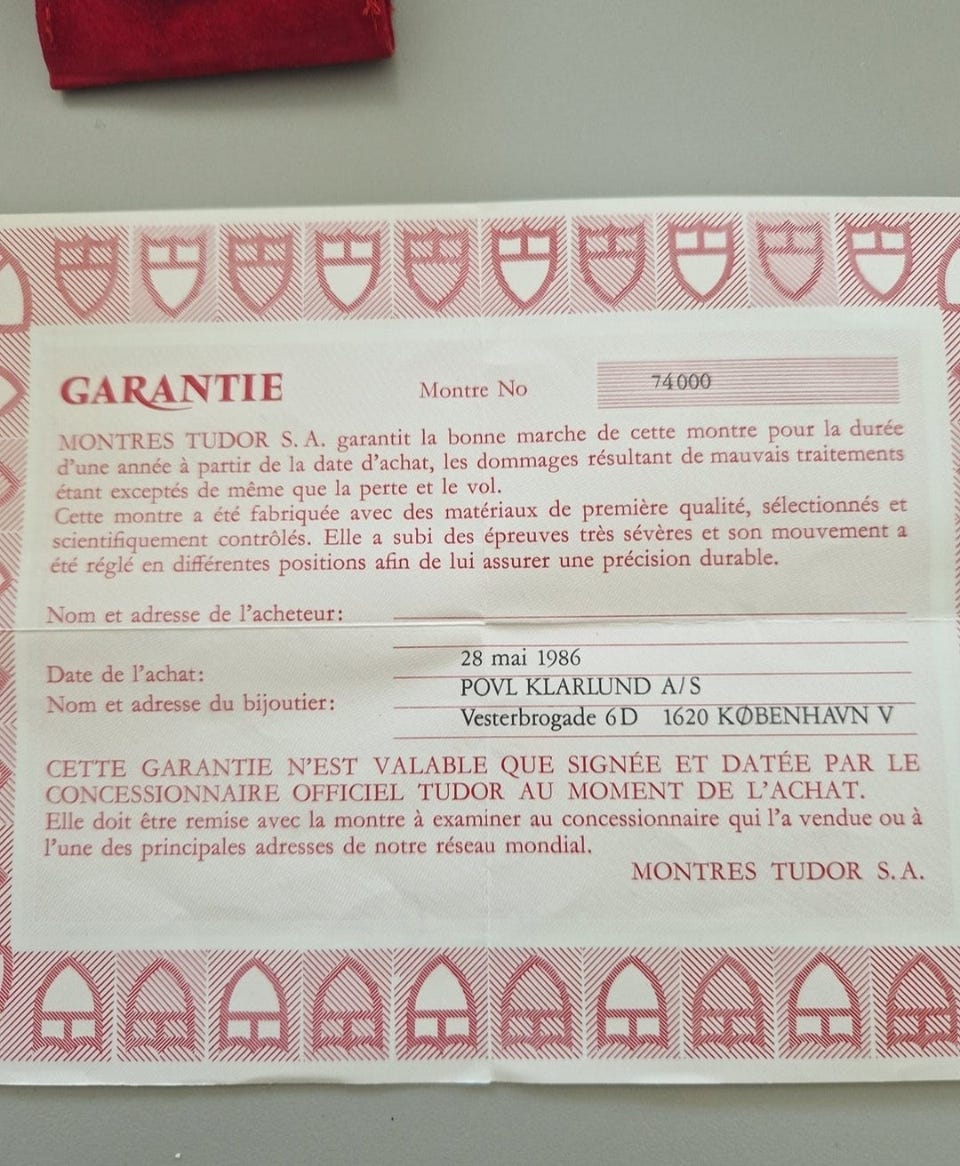 GARANTIE Montre No 74000
MONTRES TUDOR S.A. garantit la bonne marche de cette montre pour la durée
d'une année à partir de la date d'achat, les dommages résultant de mauvais traitements
étant exceptés de même que la perte et le vol.
Cette montre a été fabriquée avec des matériaux de première qualité, sélectionnés et
scientifiquement contrôlés. Elle a subi des épreuves très sévères et son mouvement a
été réglé en différentes positions afin de lui assurer une précision durable.
Nom et adresse de l'acheteur:
Date de l'achat: 28 mai 1986
Nom et adresse du bijoutier: POVL KLARLUND A/S
Vesterbrogade 6D 1620 KØBENHAVN V
CETTE GARANTIE N'EST VALABLE QUE SIGNÉE ET DATÉE PAR LE
CONCESSIONNAIRE OFFICIEL TUDOR AU MOMENT DE L'ACHAT.
Elle doit être remise avec la montre à examiner au concessionnaire qui l'a vendue ou à
l'une des principales adresses de notre réseau mondial.
MONTRES TUDOR S.A.